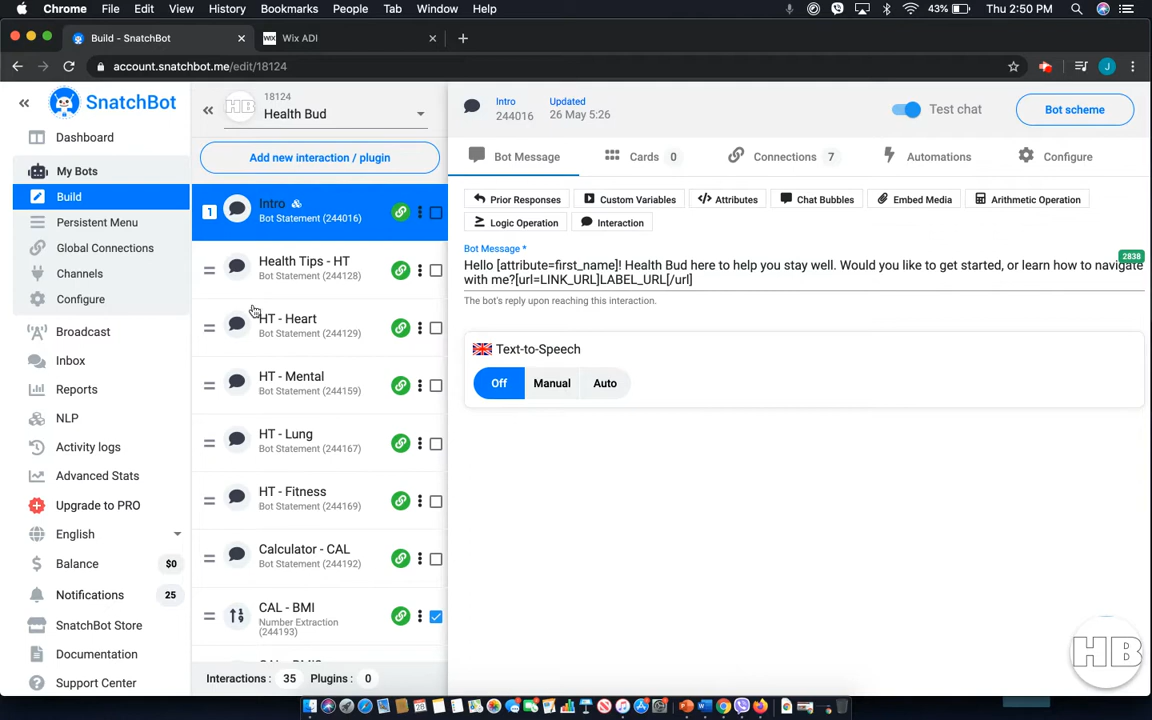 Chrome File Edit View History Bookmarks People Tab Window Help 43% Thu 2:50 PM
Build - SnatchBot WIX Wix ADI
account.snatchbot.me/edit/18124 J
SnatchBot
Dashboard
My Bots
Build
Persistent Menu
Global Connections
Channels
Configure
Broadcast
Inbox
Reports
NLP
Activity logs
Advanced Stats
Upgrade to PRO
English
Balance $0
Notifications 25
SnatchBot Store
Documentation
Support Center
HB 18124
Health Bud
Add new interaction / plugin
1 Intro
Bot Statement (244016)
Health Tips - HT
Bot Statement (244128)
HT - Heart
Bot Statement (244129)
HT - Mental
Bot Statement (244159)
HT - Lung
Bot Statement (244167)
HT - Fitness
Bot Statement (244169)
Calculator - CAL
Bot Statement (244192)
CAL - BMI
Number Extraction
(244193)
Interactions : 35 Plugins : 0
Intro
244016
Updated
26 May 5:26
Test chat
Bot scheme
Bot Message Cards 0 Connections 7 Automations Configure
Prior Responses Custom Variables Attributes Chat Bubbles Embed Media Arithmetic Operation
Logic Operation Interaction
Bot Message *
2838
Hello [attribute=first_name]! Health Bud here to help you stay well. Would you like to get started, or learn how to navigate
with me?[url=LINK_URL]LABEL_URL[/url]
The bot's reply upon reaching this interaction.
Text-to-Speech
Off Manual Auto
HB